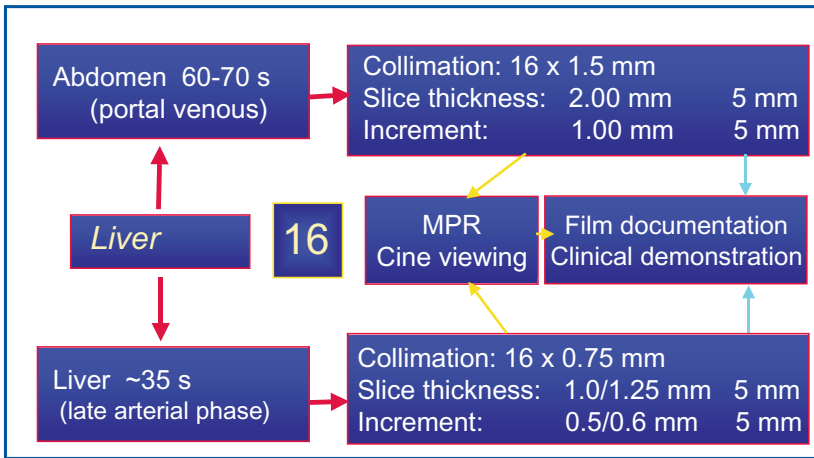 Abdomen 60-70 s
(portal venous)
Collimation: 16 x 1.5 mm
Slice thickness: 2.00 mm 5 mm
Increment: 1.00 mm 5 mm
Liver
16
MPR
Cine viewing
Film documentation
Clinical demonstration
Liver ~35 s
(late arterial phase)
Collimation: 16 x 0.75 mm
Slice thickness: 1.0/1.25 mm 5 mm
Increment: 0.5/0.6 mm 5 mm